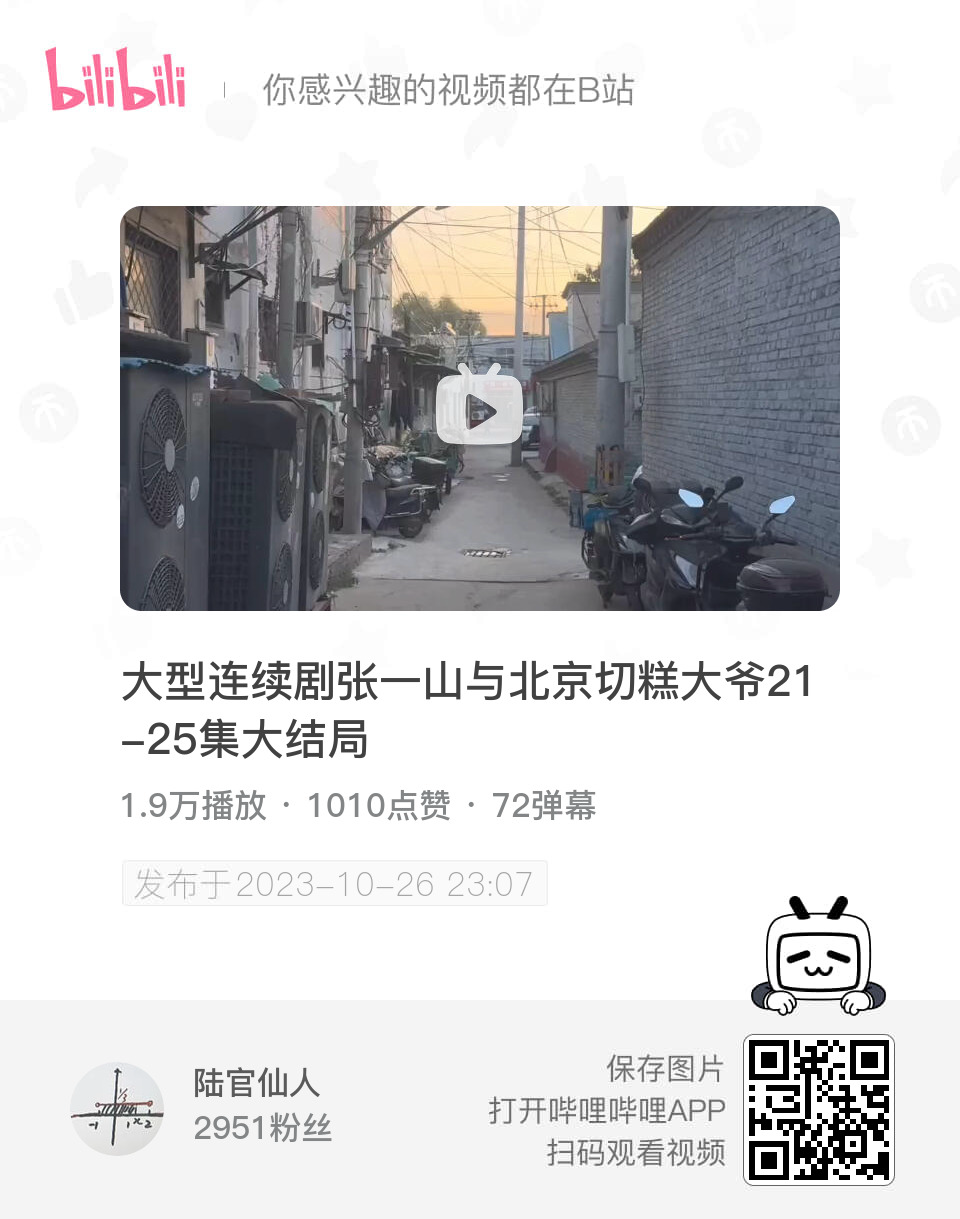 bilibili
你感兴趣的视频都在B站
大型连续剧张一山与北京切糕大爷21
-25集大结局
1.9万播放 · 1010点赞 · 72弹幕
发布于2023-10-26 23:07
陆官仙人
2951粉丝
保存图片
打开哔哩哔哩APP
扫码观看视频